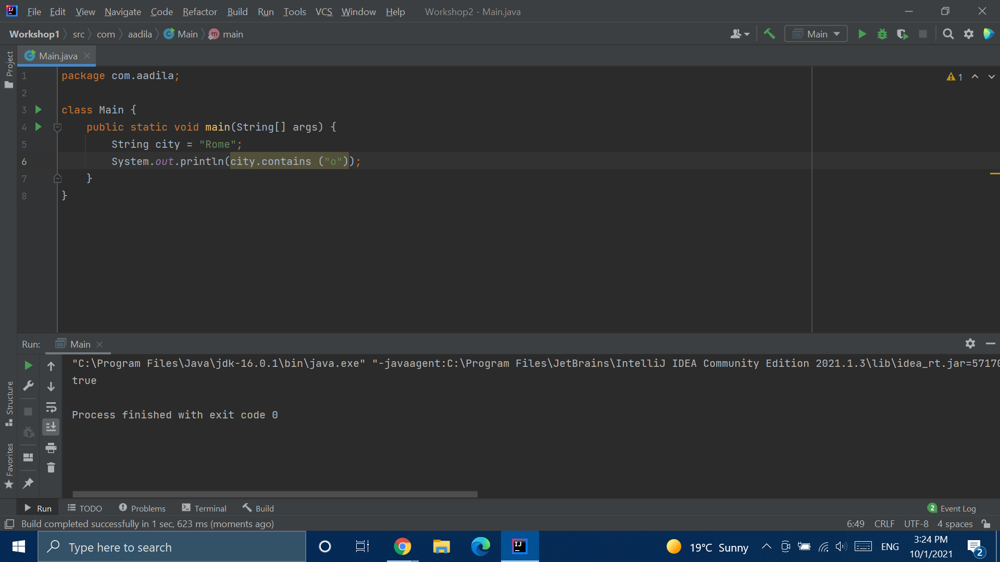 File Edit View Navigate Code Refactor Build Run Tools VCS Window Help Workshop2 - Main.java
Workshop1 src com aadila Main main
Main
Main.java
Project
1 package com.aadila;
2
3 class Main {
4 public static void main(String[] args) {
5 String city = "Rome";
6 System.out.println(city.contains ("o"));
7 }
8 }
1
Run: Main
"C:\Program Files\Java\jdk-16.0.1\bin\java.exe" "-javaagent:C:\Program Files\JetBrains\IntelliJ IDEA Community Edition 2021.1.3\lib\idea_rt.jar=57170
true
Process finished with exit code 0
Structure
Favorites
Run TODO Problems Terminal Build 2 Event Log
Build completed successfully in 1 sec, 623 ms (moments ago) 6:49 CRLF UTF-8 4 spaces
Type here to search 19°C Sunny ENG 3:24 PM
10/1/2021 2